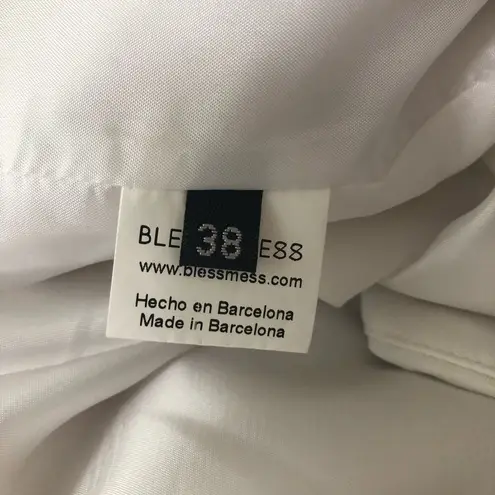 BLE 38 E88
www.blessmess.com
Hecho en Barcelona
Made in Barcelona